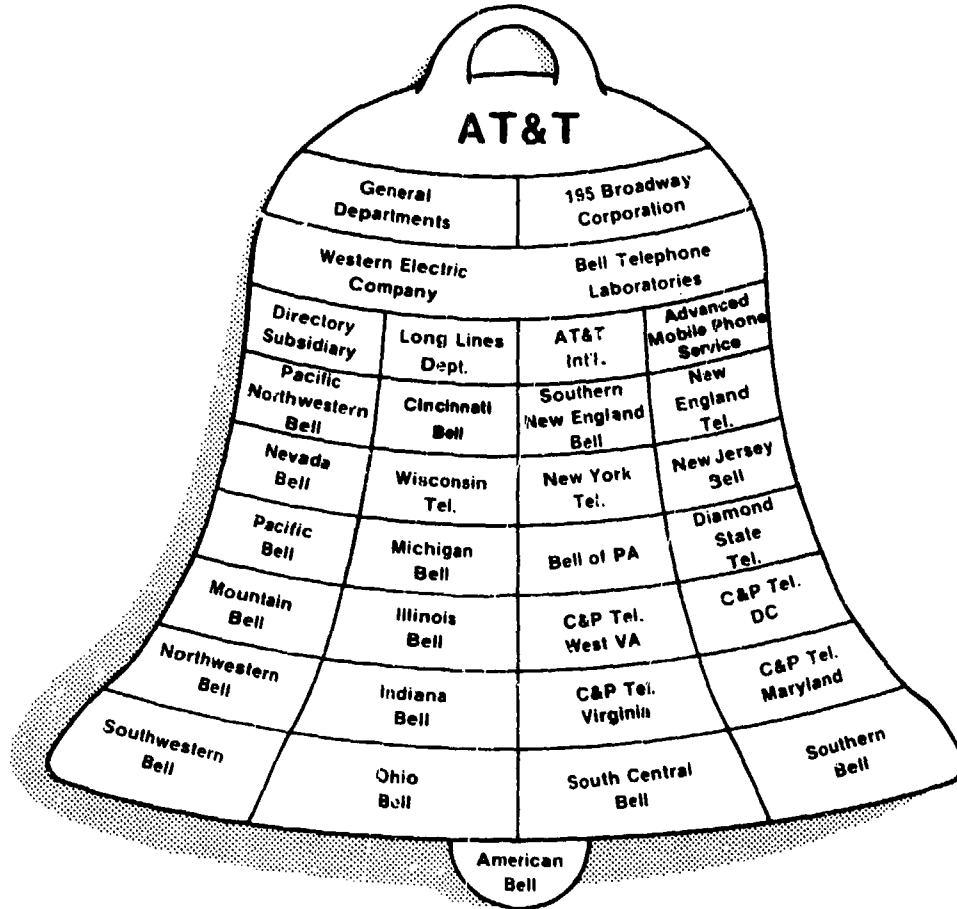 AT&T
General
Departments
195 Broadway
Corporation
Western Electric
Company
Bell Telephone
Laboratories
Directory
Subsidiary
Long Lines
Dept.
AT&T
Int'l.
Advanced
Mobile Phone
Service
Pacific
Northwestern
Bell
Cincinnati
Bell
Southern
New England
Bell
New
England
Tel.
Nevada
Bell
Wisconsin
Tel.
New York
Tel.
New Jersey
Bell
Pacific
Bell
Michigan
Bell
Bell of PA
Diamond
State
Tel.
Mountain
Bell
Illinois
Bell
C&P Tel.
West VA
C&P Tel.
DC
Northwestern
Bell
Indiana
Bell
C&P Tel.
Virginia
C&P Tel.
Maryland
Southwestern
Bell
Ohio
Bell
South Central
Bell
Southern
Bell
American
Bell